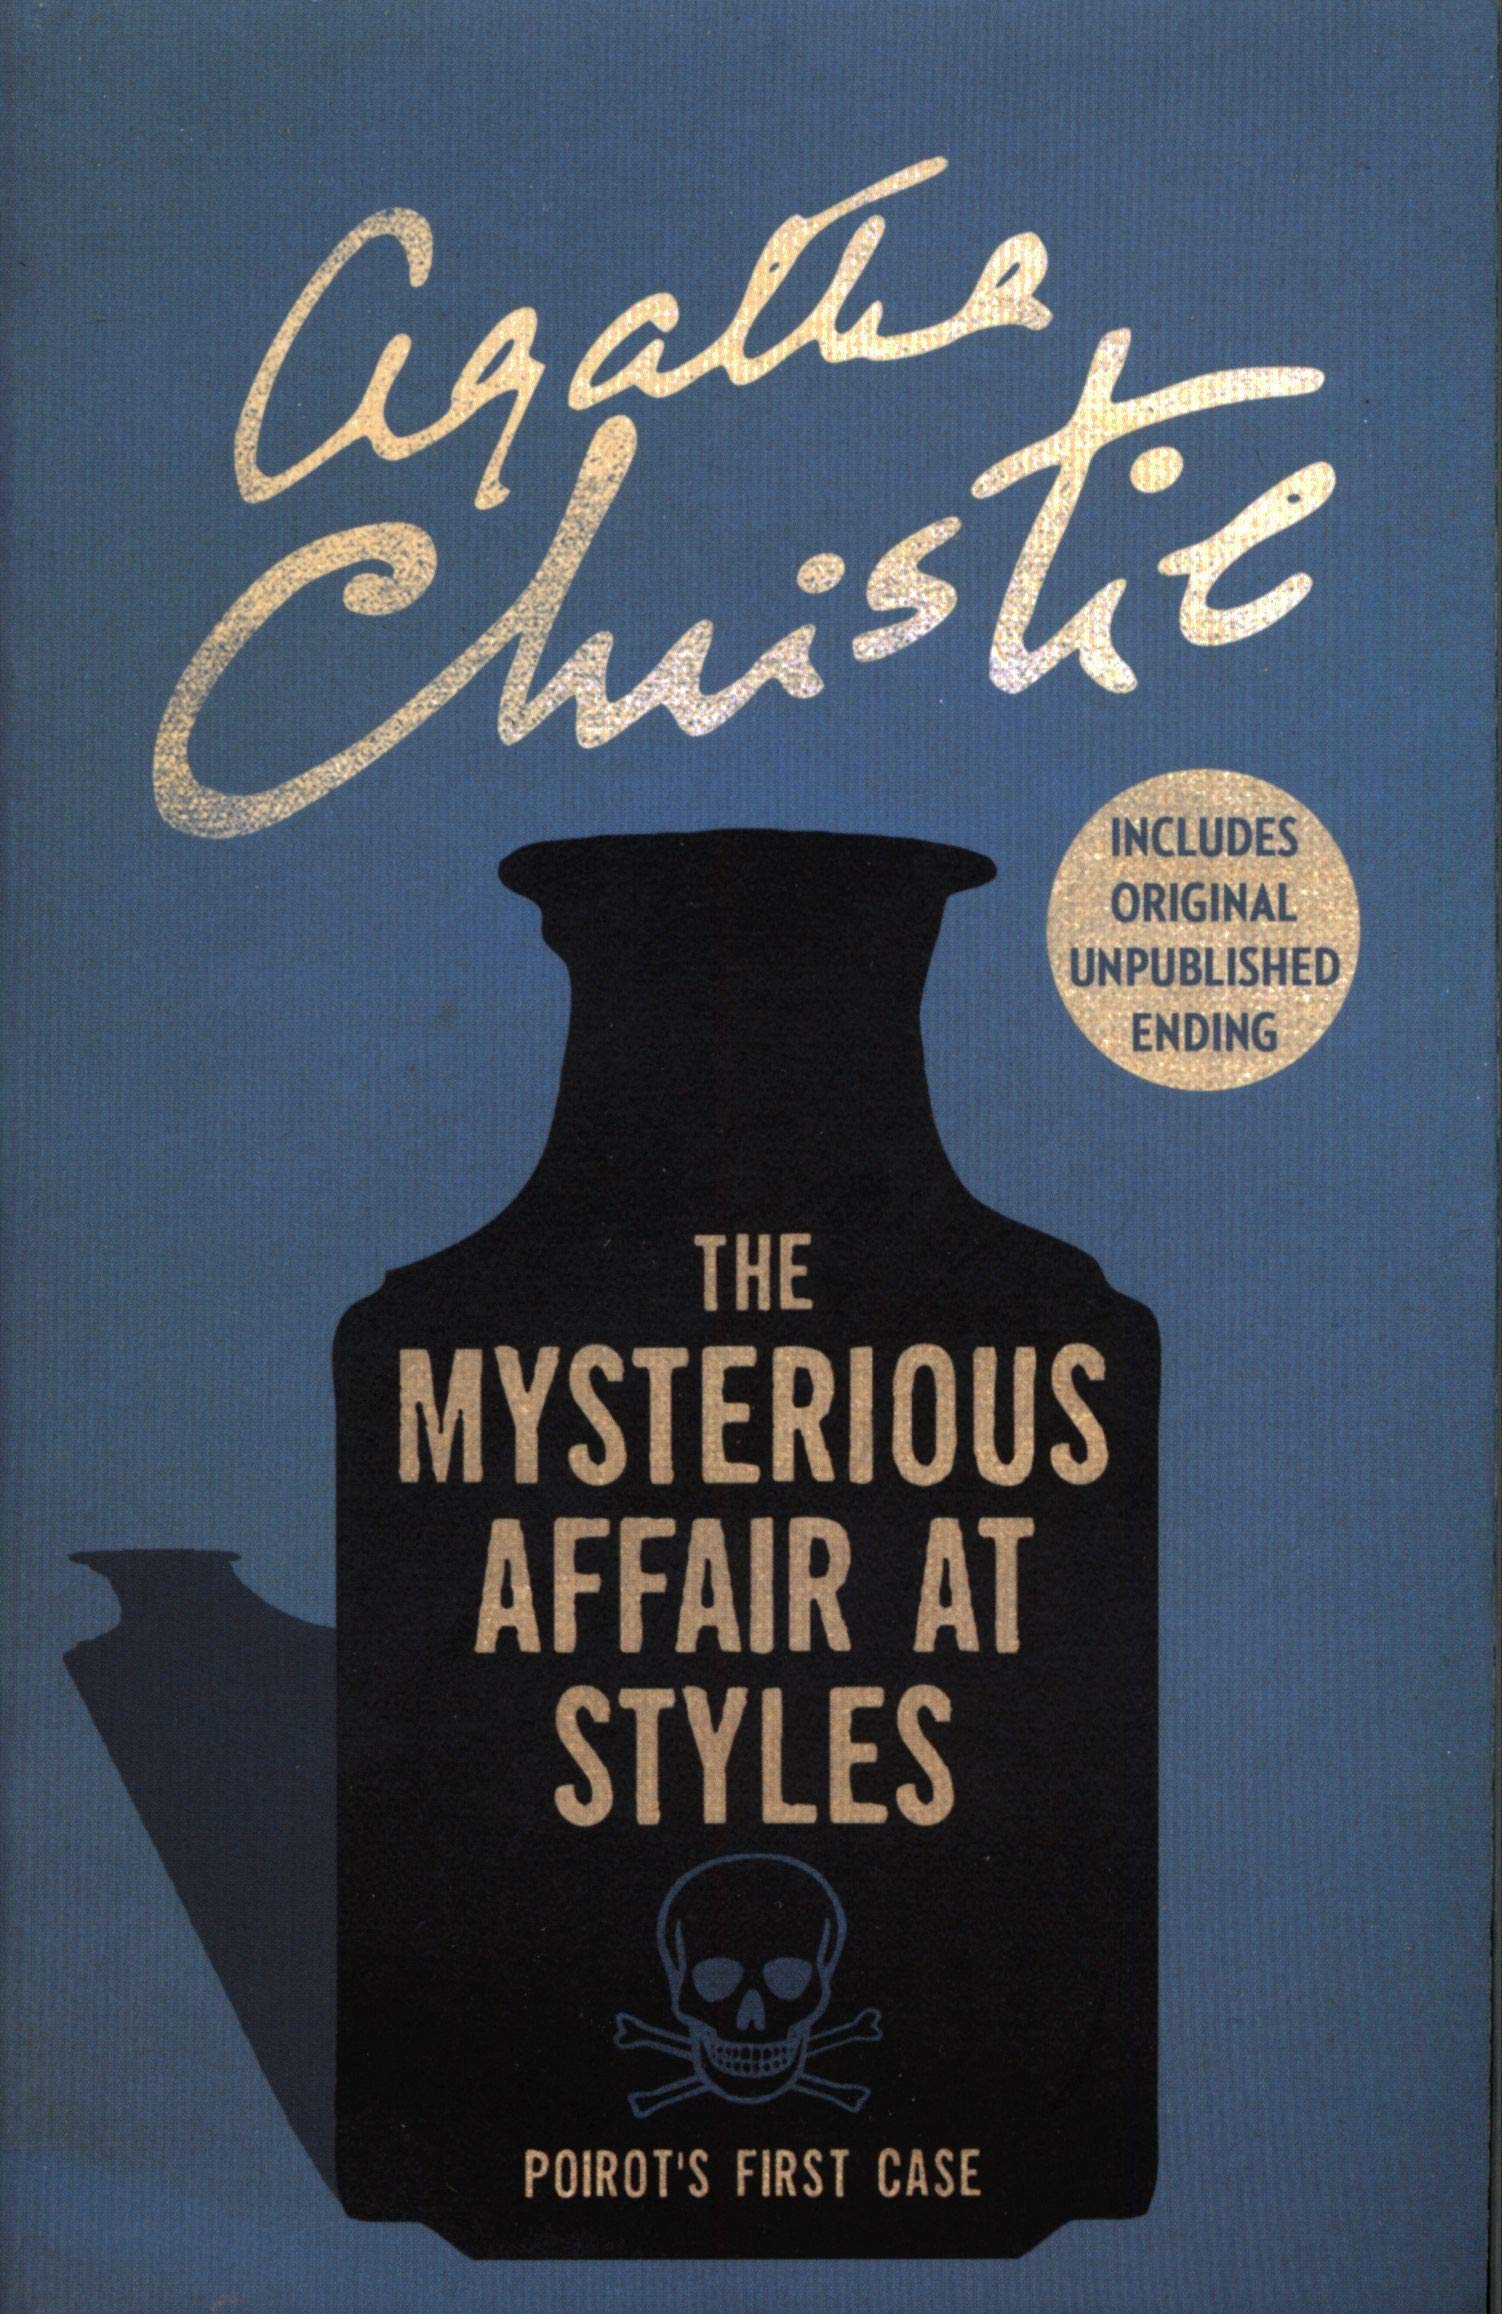 Agatha
Christie
INCLUDES
ORIGINAL
UNPUBLISHED
ENDING
THE
MYSTERIOUS
AFFAIR AT
STYLES
POIROT'S FIRST CASE